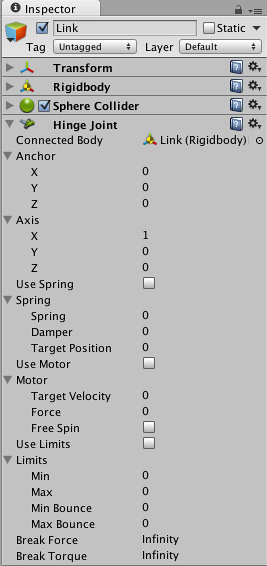 Inspector
Link Static
Tag Untagged Layer Default
Transform
Rigidbody
Sphere Collider
Hinge Joint
Connected Body Link (Rigidbody)
Anchor
X 0
Y 0
Z 0
Axis
X 1
Y 0
Z 0
Use Spring
Spring
Spring 0
Damper 0
Target Position 0
Use Motor
Motor
Target Velocity 0
Force 0
Free Spin
Use Limits
Limits
Min 0
Max 0
Min Bounce 0
Max Bounce 0
Break Force Infinity
Break Torque Infinity